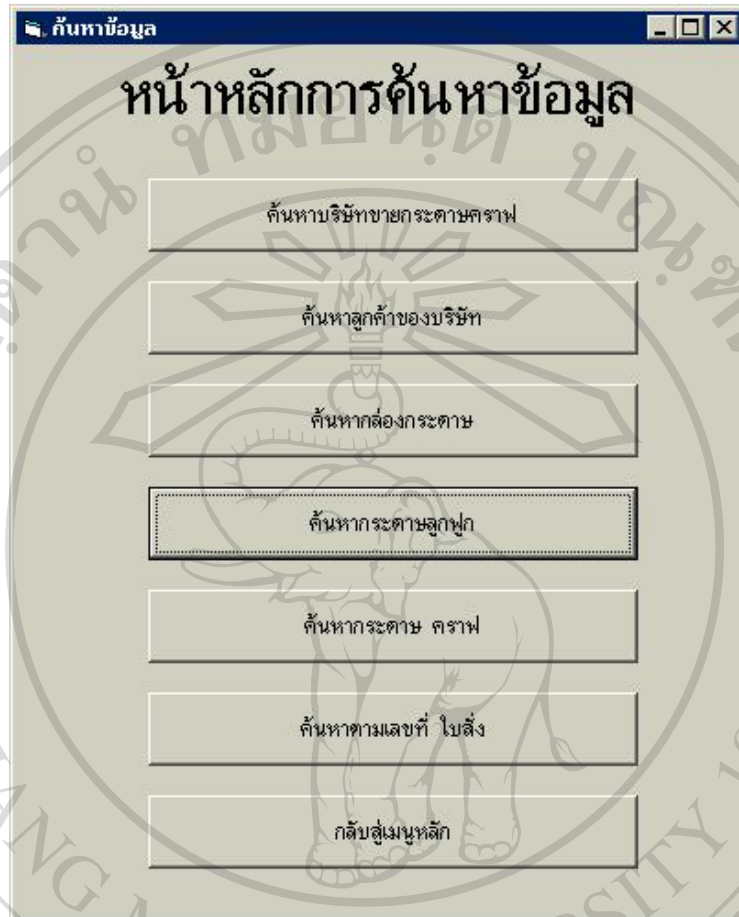 ค้นหาข้อมูล
หน้าหลักการค้นหาข้อมูล
ค้นหาบริษัทขายกระดาษคราฟ
ค้นหาลูกค้าของบริษัท
ค้นหากล่องกระดาษ
ค้นหากระดาษลูกฟูก
ค้นหากระดาษ คราฟ
ค้นหาตามเลขที่ ใบสั่ง
กลับสู่เมนูหลัก